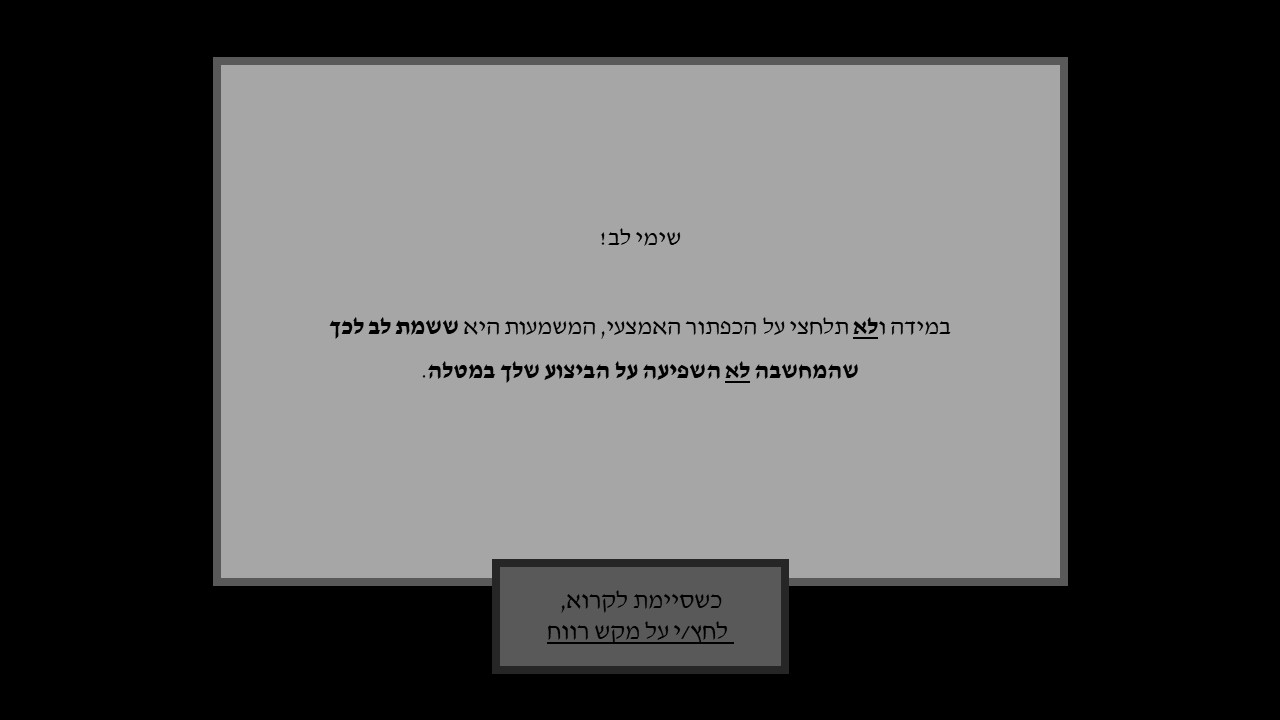 שימי לב!
במידה ולא תלחצי על הכפתור האמצעי, המשמעות היא ששמת לב לכך
שהמחשבה לא השפיעה על הביצוע שלך במטלה.
כשסיימת לקרוא,
לחץ/י על מקש רווח